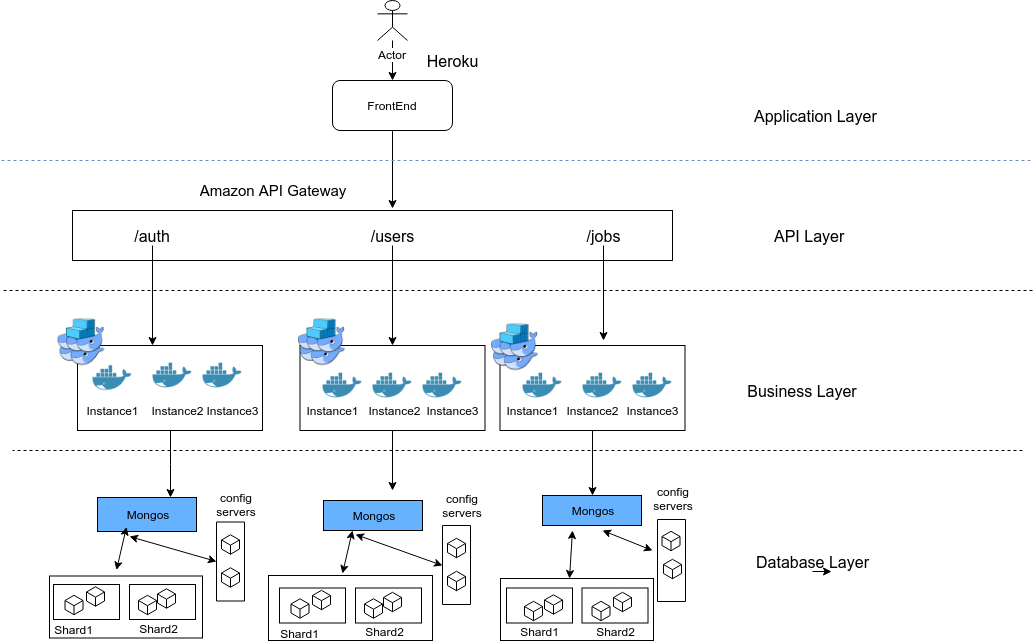 Actor
Heroku
FrontEnd
Application Layer
Amazon API Gateway
/auth
/users
/jobs
API Layer
Instance1
Instance2
Instance3
Instance1
Instance2
Instance3
Instance1
Instance2
Instance3
Business Layer
config
servers
Mongos
config
servers
Mongos
config
servers
Mongos
Database Layer
Shard1
Shard2
Shard1
Shard2
Shard1
Shard2